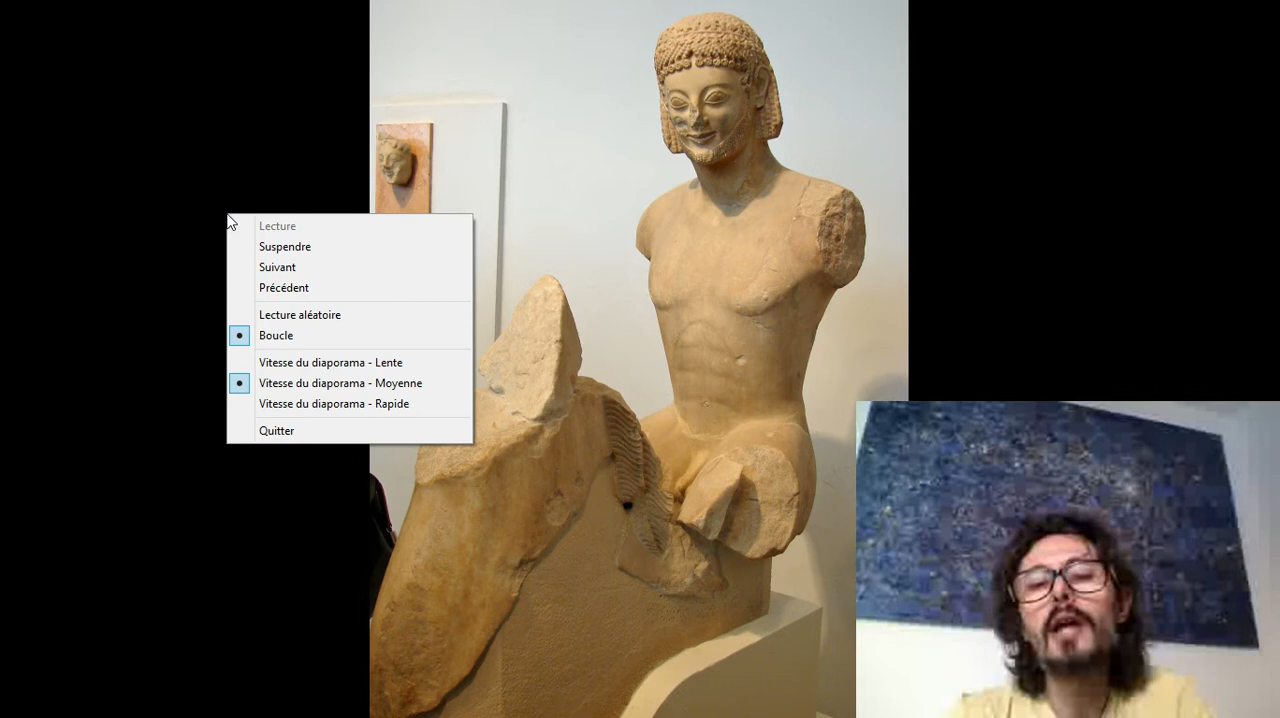 Lecture
Suspendre
Suivant
Précédent
Lecture aléatoire
Boucle
Vitesse du diaporama - Lente
Vitesse du diaporama - Moyenne
Vitesse du diaporama - Rapide
Quitter